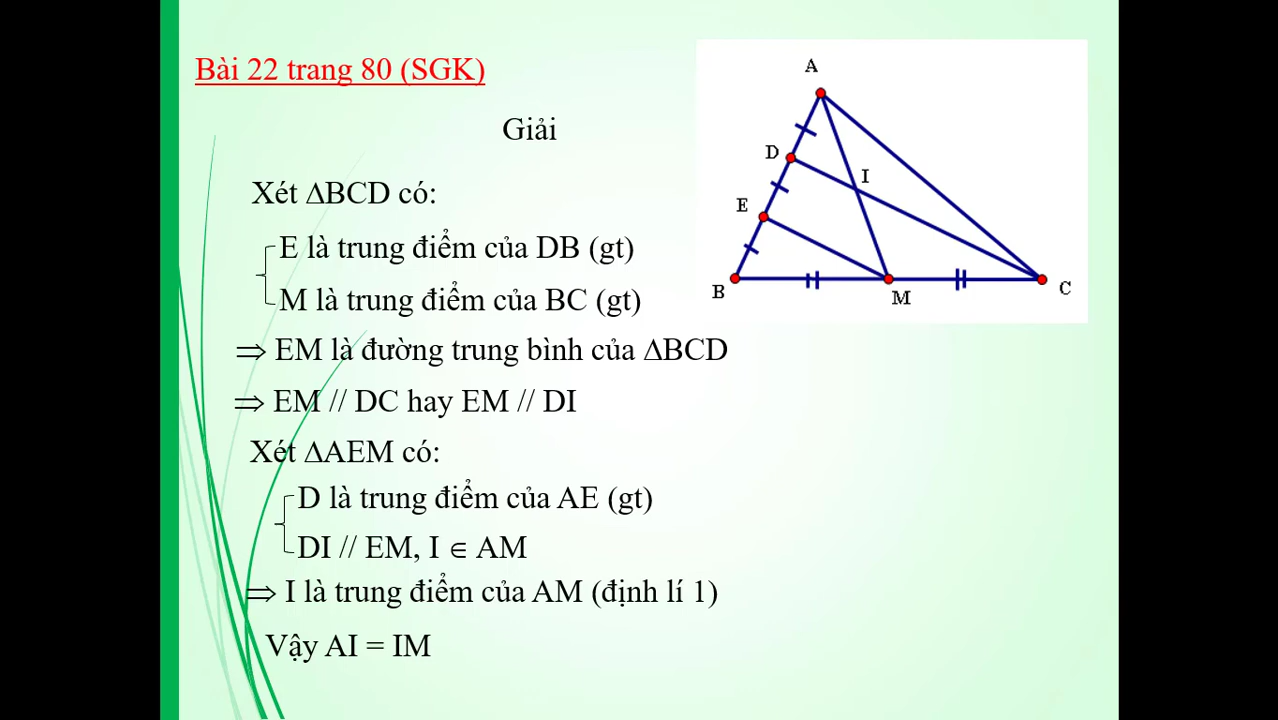 Bài 22 trang 80 (SGK)
Giải
Xét ΔBCD có:
E là trung điểm của DB (gt)
M là trung điểm của BC (gt)
⇒ EM là đường trung bình của ΔBCD
⇒ EM // DC hay EM // DI
Xét ΔAEM có:
D là trung điểm của AE (gt)
DI // EM, I ∈ AM
⇒ I là trung điểm của AM (định lí 1)
Vậy AI = IM
A
D
I
E
B
M
C